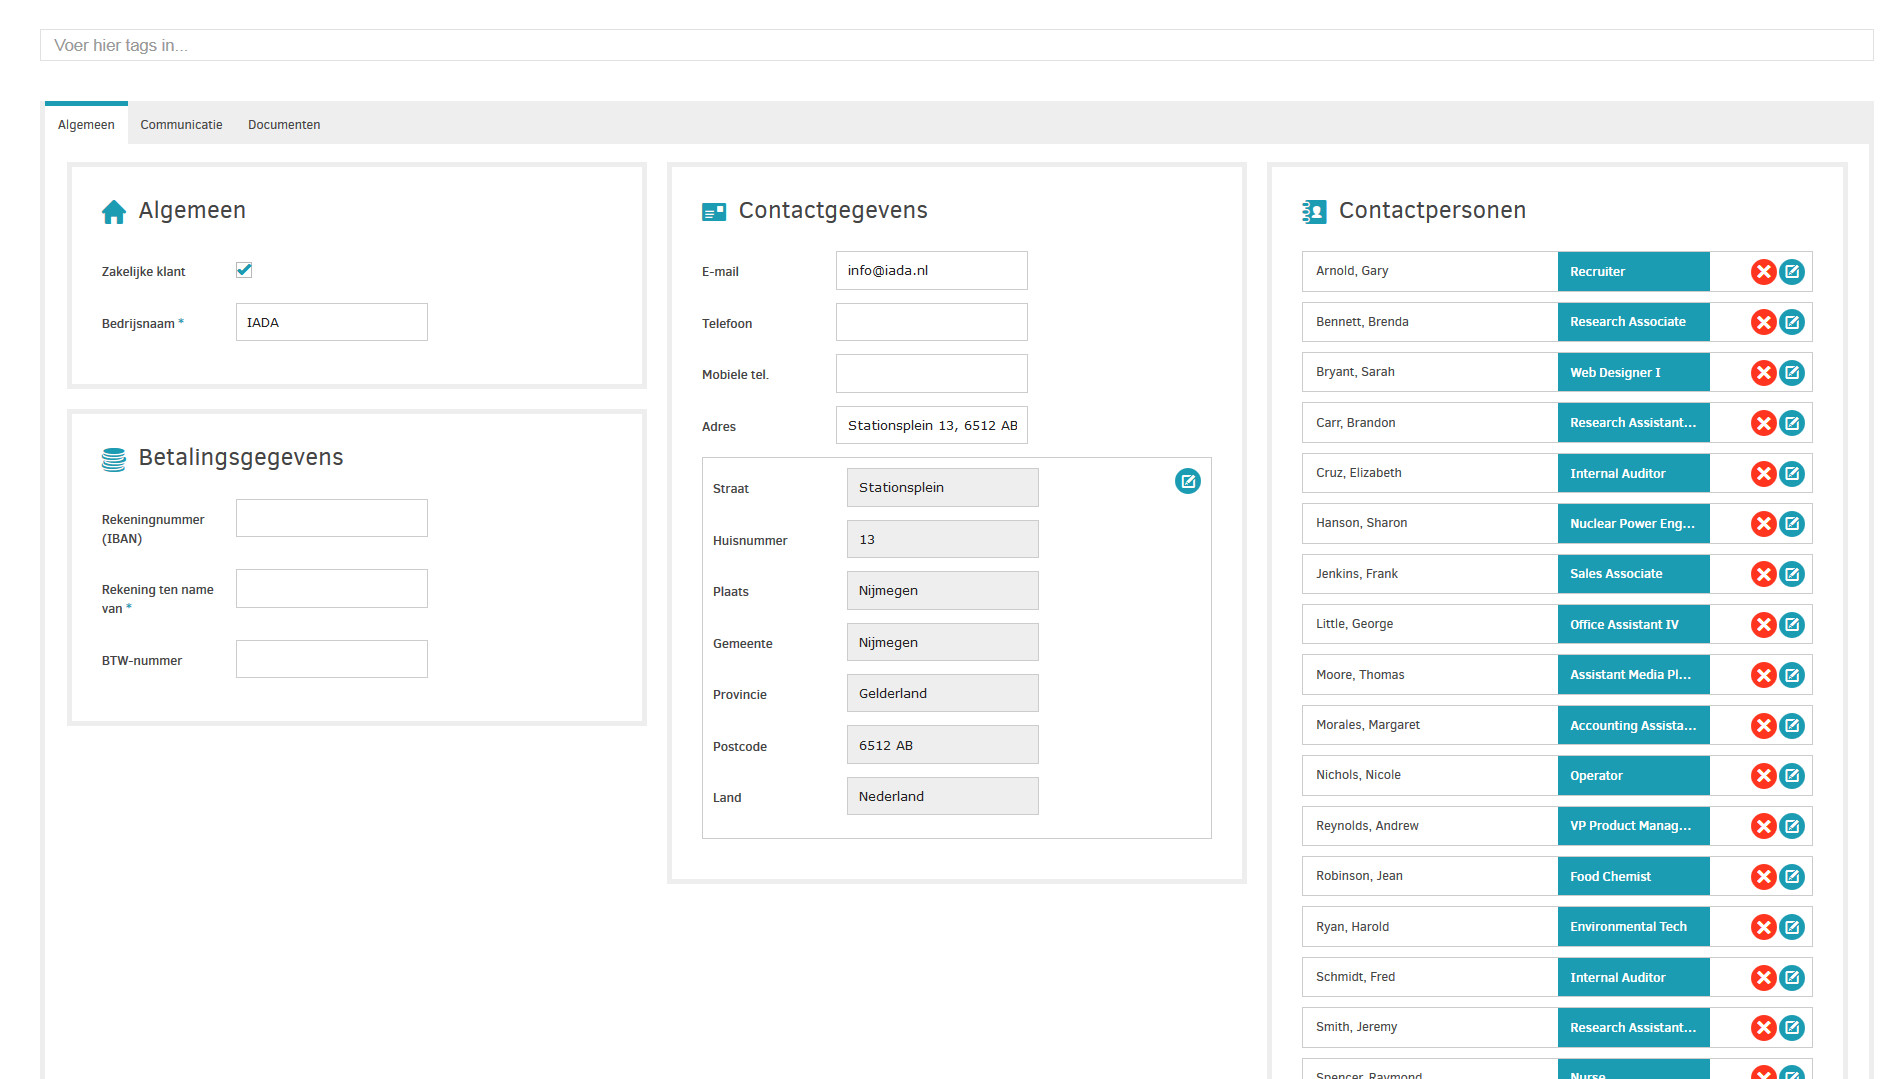 Voer hier tags in...
Algemeen
Communicatie
Documenten
Algemeen
Zakelijke klant
Bedrijsnaam *
IADA
Betalingsgegevens
Rekeningnummer
(IBAN)
Rekening ten name
van *
BTW-nummer
Contactgegevens
E-mail
info@iada.nl
Telefoon
Mobiele tel.
Adres
Stationsplein 13, 6512 AB
Straat
Stationsplein
Huisnummer
13
Plaats
Nijmegen
Gemeente
Nijmegen
Provincie
Gelderland
Postcode
6512 AB
Land
Nederland
Contactpersonen
Arnold, Gary
Recruiter
Bennett, Brenda
Research Associate
Bryant, Sarah
Web Designer I
Carr, Brandon
Research Assistant...
Cruz, Elizabeth
Internal Auditor
Hanson, Sharon
Nuclear Power Eng...
Jenkins, Frank
Sales Associate
Little, George
Office Assistant IV
Moore, Thomas
Assistant Media Pl...
Morales, Margaret
Accounting Assista...
Nichols, Nicole
Operator
Reynolds, Andrew
VP Product Manag...
Robinson, Jean
Food Chemist
Ryan, Harold
Environmental Tech
Schmidt, Fred
Internal Auditor
Smith, Jeremy
Research Assistant...
Spencer, Raymond
Nurse